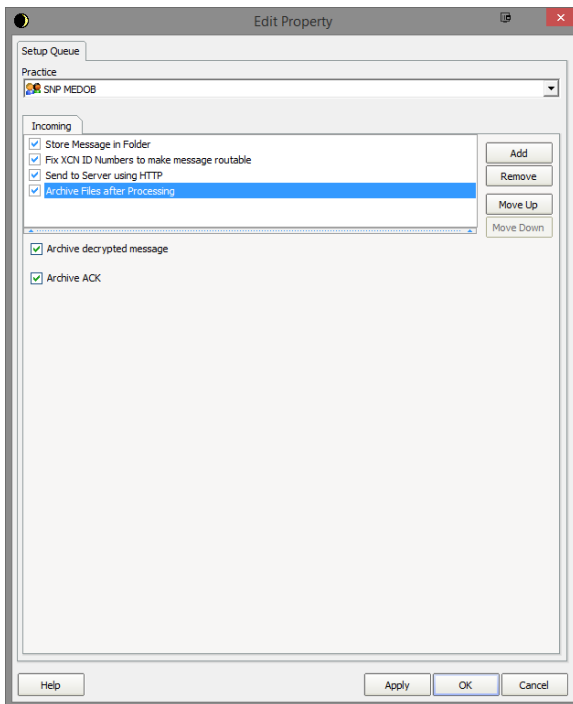 Edit Property
Setup Queue
Practice
SNP MEDOB
Incoming
Store Message in Folder
Fix XCN ID Numbers to make message routable
Send to Server using HTTP
Archive Files after Processing
Add
Remove
Move Up
Move Down
Archive decrypted message
Archive ACK
Help
Apply
OK
Cancel